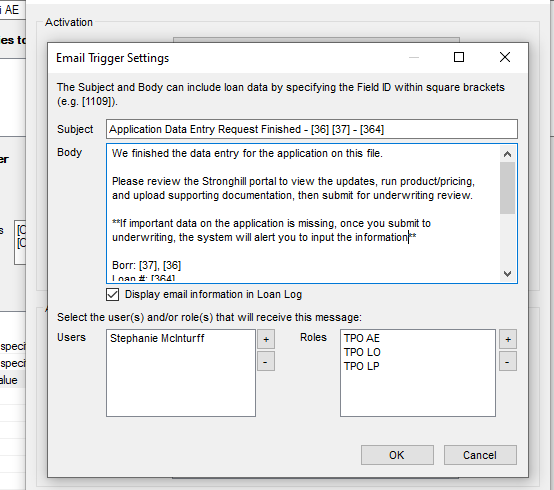 i AE
Activation
les to
Email Trigger Settings
The Subject and Body can include loan data by specifying the Field ID within square brackets
(e.g. [1109]).
Subject
Application Data Entry Request Finished - [36] [37] - [364]
Body
We finished the data entry for the application on this file.
Please review the Stronghill portal to view the updates, run product/pricing,
and upload supporting documentation, then submit for underwriting review.
**If important data on the application is missing, once you submit to
underwriting, the system will alert you to input the information**
Borr: [37], [36]
Loan #: [364]
er
s
Display email information in Loan Log
Select the user(s) and/or role(s) that will receive this message:
Users
Stephanie McInturff
+
-
Roles
TPO AE
TPO LO
TPO LP
+
-
speci
speci
alue
OK
Cancel